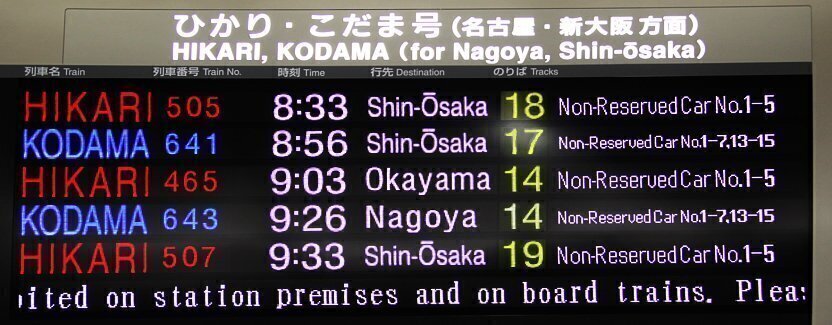 ひかり・こだま号(名古屋・新大阪 方面)
HIKARI, KODAMA (for Nagoya, Shin-ōsaka)
列車名 Train 列車番号 Train No. 時刻 Time 行先 Destination のりば Tracks
HIKARI 505 8:33 Shin-Ōsaka 18 Non-Reserved Car No.1-5
KODAMA 641 8:56 Shin-Ōsaka 17 Non-Reserved Car No.1-7,13-15
HIKARI 465 9:03 Okayama 14 Non-Reserved Car No.1-5
KODAMA 643 9:26 Nagoya 14 Non-Reserved Car No.1-7,13-15
HIKARI 507 9:33 Shin-Ōsaka 19 Non-Reserved Car No.1-5
ited on station premises and on board trains. Plea